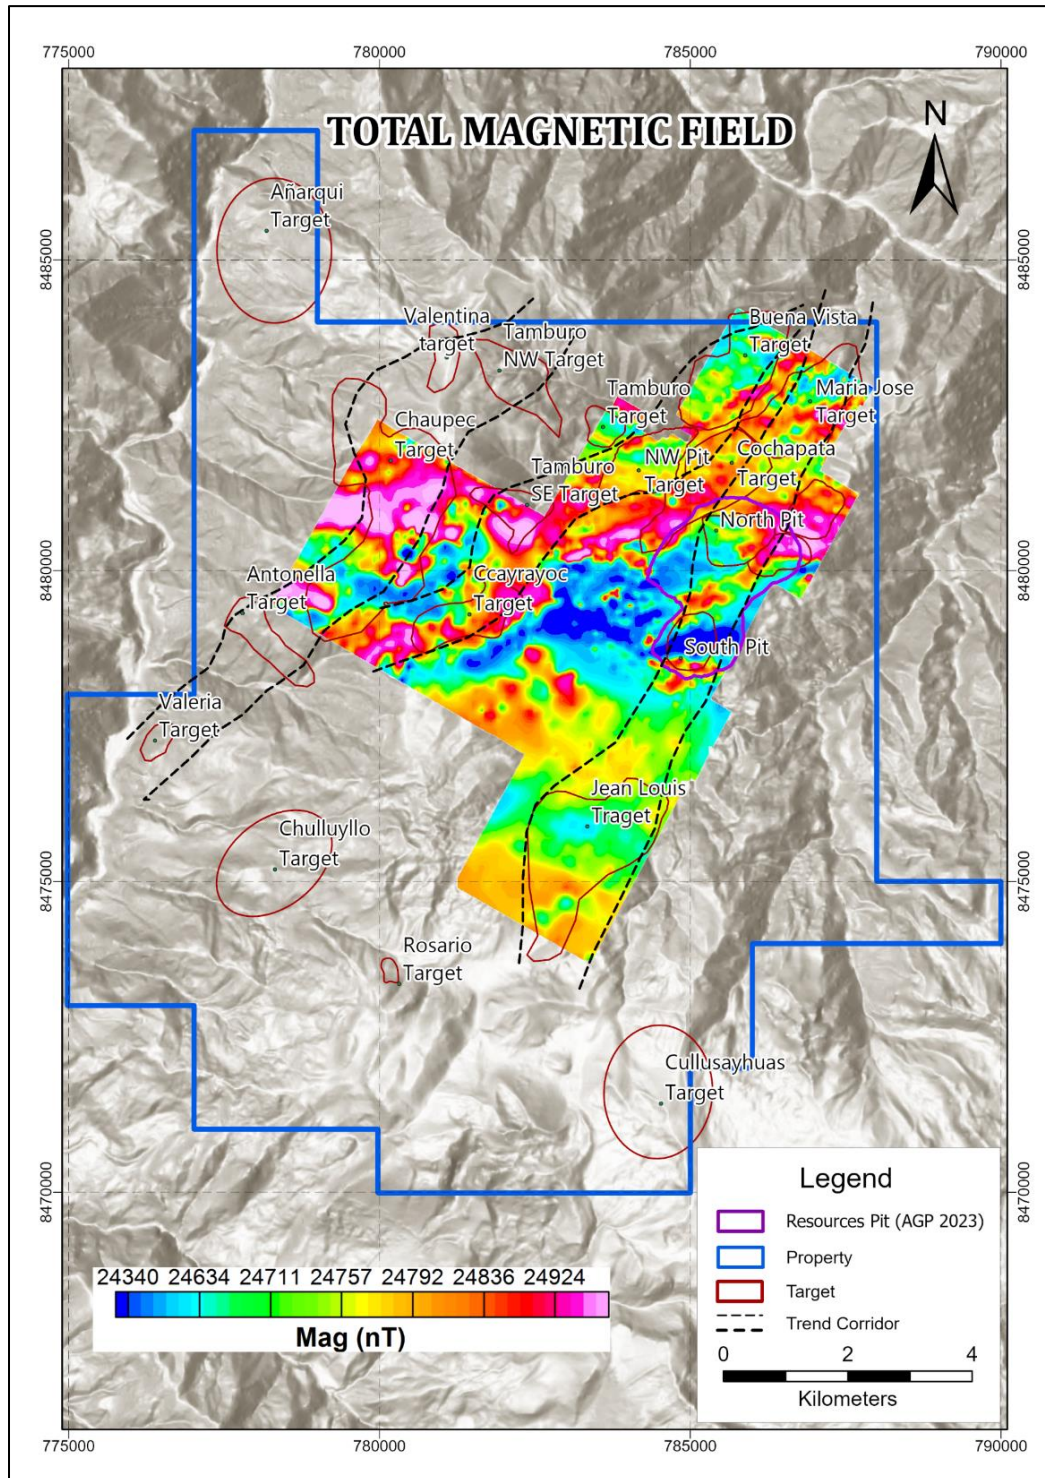 775000
780000
785000
790000
TOTAL MAGNETIC FIELD
N
Añarqui
Target
8485000
8485000
Valentina
target
Tamburo
NW Target
Buena Vista
Target
Tamburo
Target
Maria Jose
Target
Chaupec
Target
NW Pit
Target
Cochapata
Target
Tamburo
SE Target
North Pit
8480000
8480000
Antonella
Target
Ccayrayoc
Target
South Pit
Valeria
Target
Jean Louis
Traget
Chulluyllo
Target
8475000
8475000
Rosario
Target
Cullusayhuas
Target
8470000
8470000
Legend
Resources Pit (AGP 2023)
Property
Target
Trend Corridor
0 2 4
Kilometers
24340 24634 24711 24757 24792 24836 24924
Mag (nT)
775000
780000
785000
790000